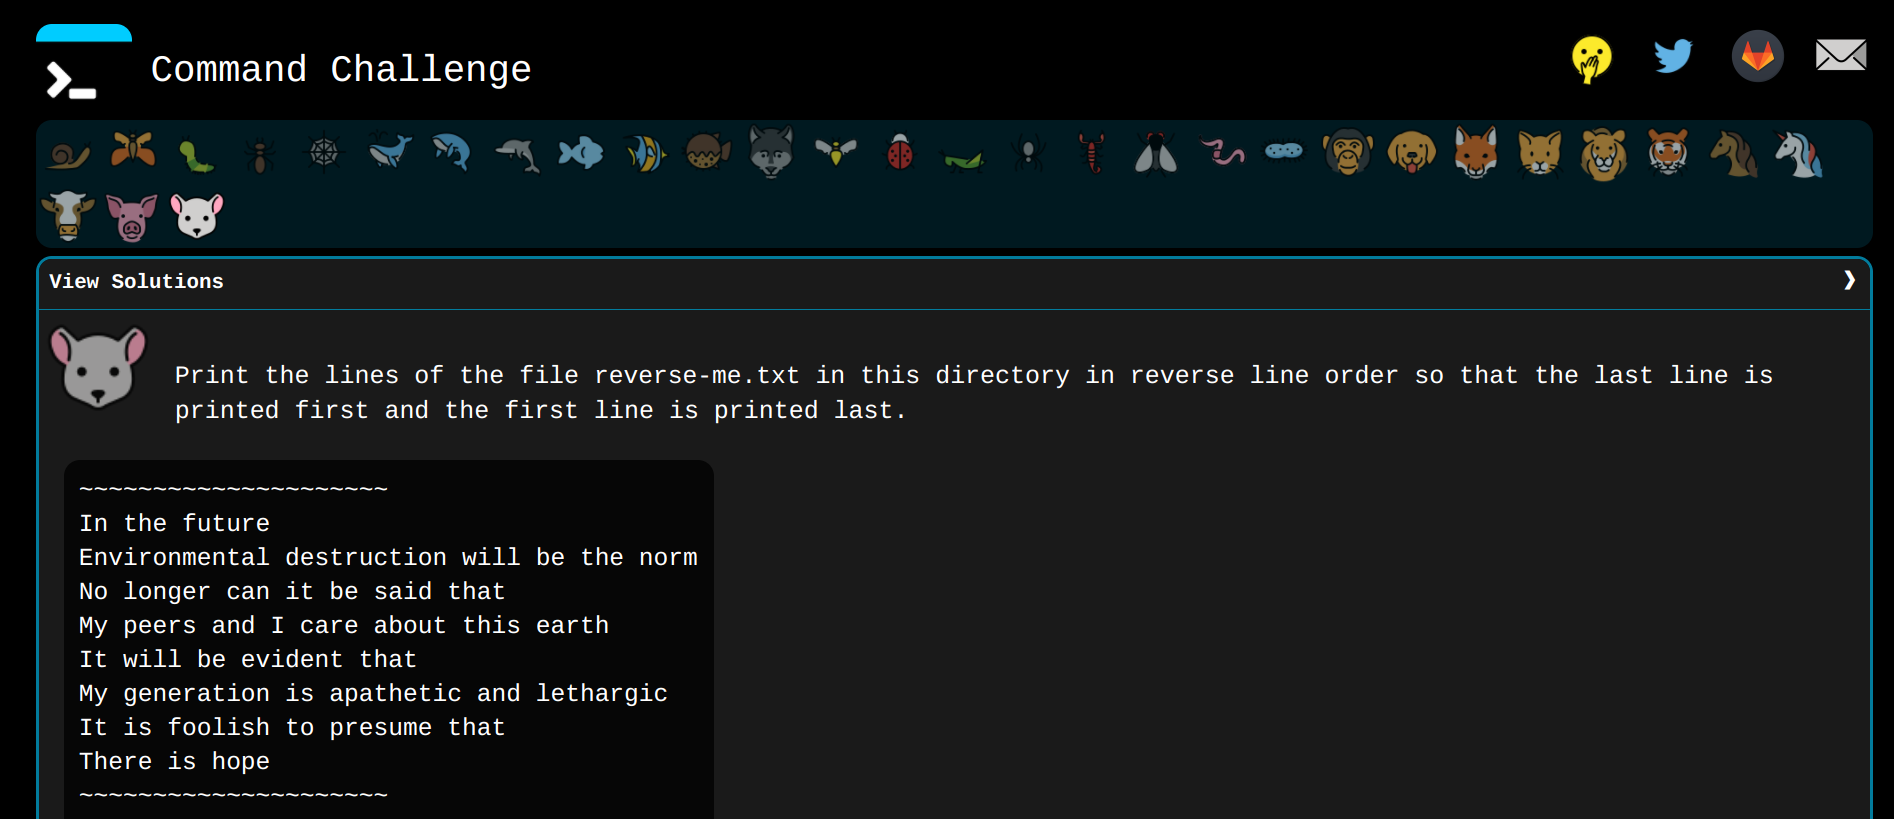 Command Challenge
View Solutions
Print the lines of the file reverse-me.txt in this directory in reverse line order so that the last line is
printed first and the first line is printed last.
~~~~~~~~~~~~~~~~~~~~~
In the future
Environmental destruction will be the norm
No longer can it be said that
My peers and I care about this earth
It will be evident that
My generation is apathetic and lethargic
It is foolish to presume that
There is hope
~~~~~~~~~~~~~~~~~~~~~